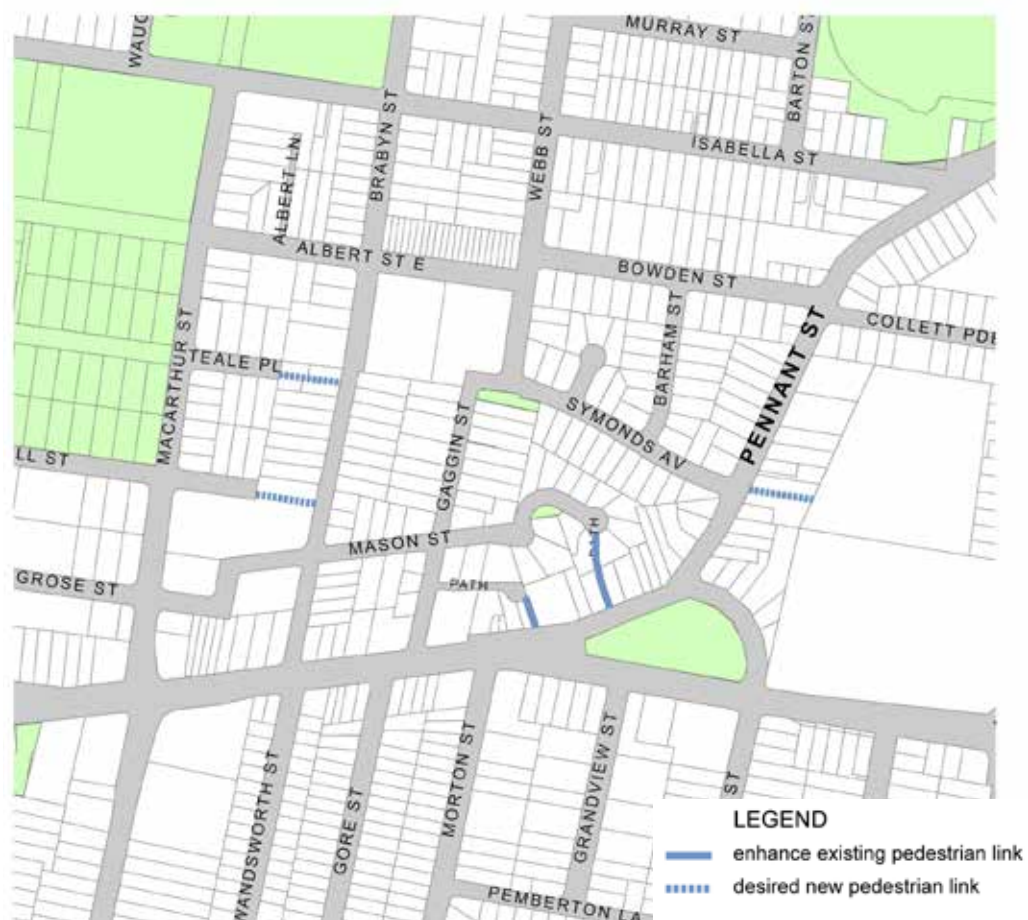 MURRAY ST
WAUG
BARTON ST
BRABYN ST
WEBB ST
ISABELLA ST
ALBERT LN
ALBERT ST E
BOWDEN ST
BARHAM ST
PENNANT ST
COLLETT PDE
TEALE PL
MACARTHUR ST
SYMONDS AV
GAGGIN ST
LL ST
MASON ST
PATH
PATH
GROSE ST
WANDSWORTH ST
GORE ST
MORTON ST
GRANDVIEW ST
ST
PEMBERTON LA
LEGEND
enhance existing pedestrian link
desired new pedestrian link